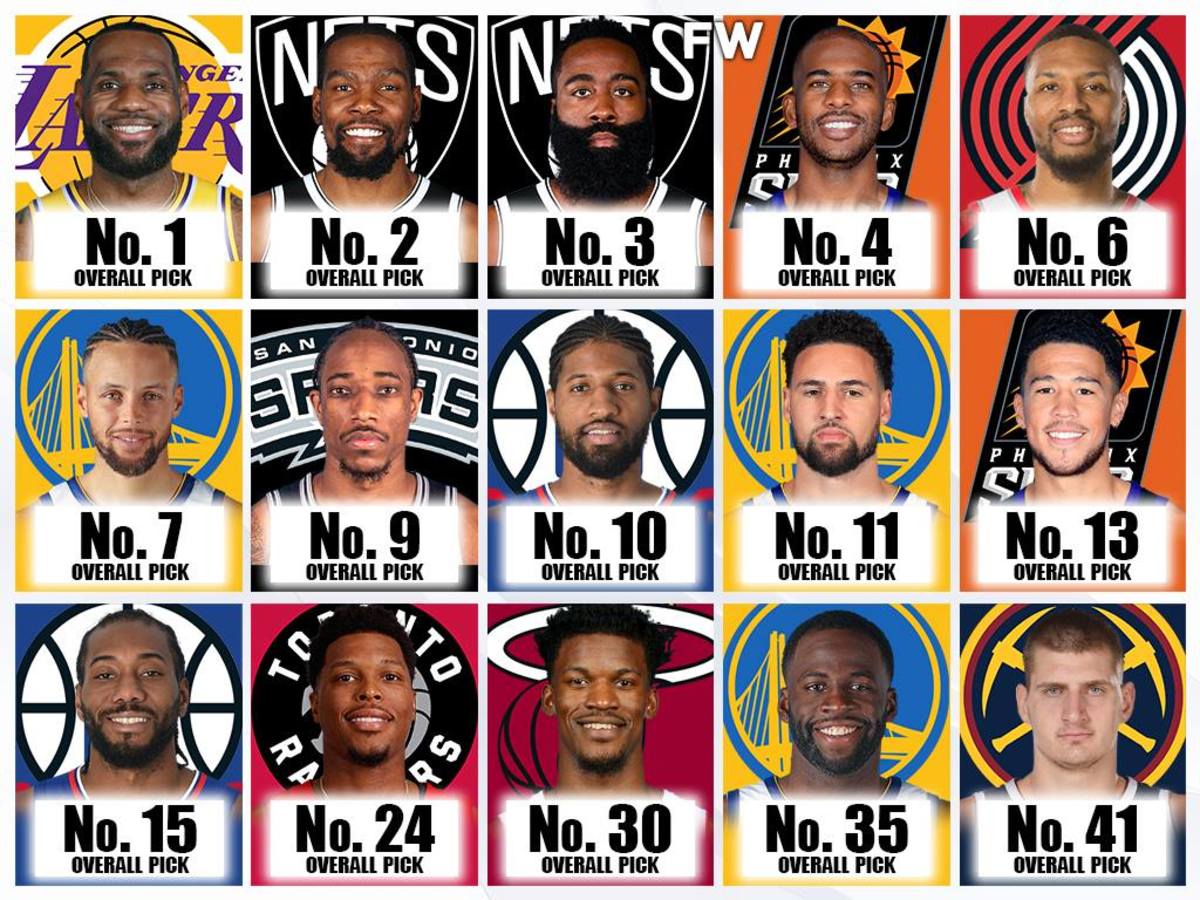 LAKERS
NETS
NETS
FW
PHOENIX
SUNS
No. 1
OVERALL PICK
No. 2
OVERALL PICK
No. 3
OVERALL PICK
No. 4
OVERALL PICK
No. 6
OVERALL PICK
SAN ANTONIO
SPURS
PHOENIX
SUNS
No. 7
OVERALL PICK
No. 9
OVERALL PICK
No. 10
OVERALL PICK
No. 11
OVERALL PICK
No. 13
OVERALL PICK
TORONTO
RAPTORS
No. 15
OVERALL PICK
No. 24
OVERALL PICK
No. 30
OVERALL PICK
No. 35
OVERALL PICK
No. 41
OVERALL PICK